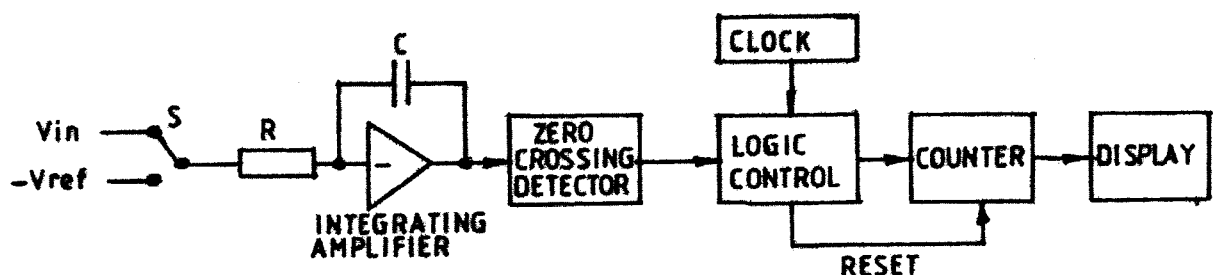 C
CLOCK
Vin
S
R
-Vref
-
INTEGRATING
AMPLIFIER
ZERO
CROSSING
DETECTOR
LOGIC
CONTROL
COUNTER
DISPLAY
RESET